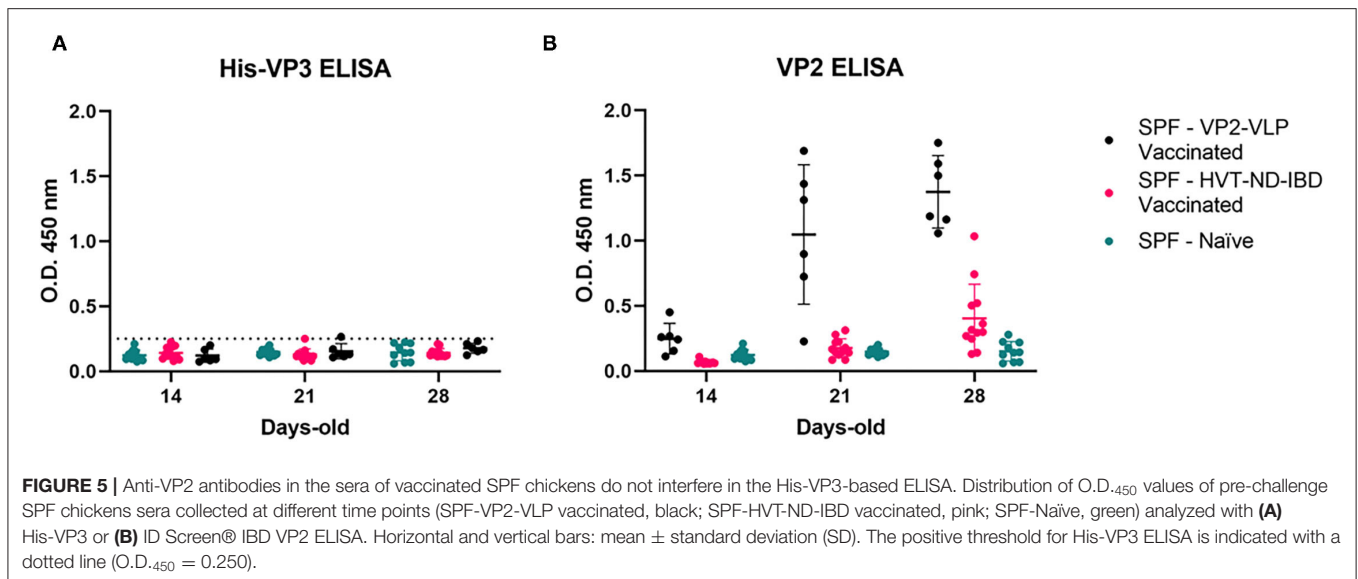 A
His-VP3 ELISA
2.0
1.5
1.0
0.5
0.0
O.D. 450 nm
14 21 28
Days-old
B
VP2 ELISA
2.0
1.5
1.0
0.5
0.0
O.D. 450 nm
14 21 28
Days-old
SPF - VP2-VLP
Vaccinated
SPF - HVT-ND-IBD
Vaccinated
SPF - Naïve
FIGURE 5 | Anti-VP2 antibodies in the sera of vaccinated SPF chickens do not interfere in the His-VP3-based ELISA. Distribution of O.D.450 values of pre-challenge
SPF chickens sera collected at different time points (SPF-VP2-VLP vaccinated, black; SPF-HVT-ND-IBD vaccinated, pink; SPF-Naïve, green) analyzed with (A)
His-VP3 or (B) ID Screen® IBD VP2 ELISA. Horizontal and vertical bars: mean ± standard deviation (SD). The positive threshold for His-VP3 ELISA is indicated with a
dotted line (O.D.450 = 0.250).